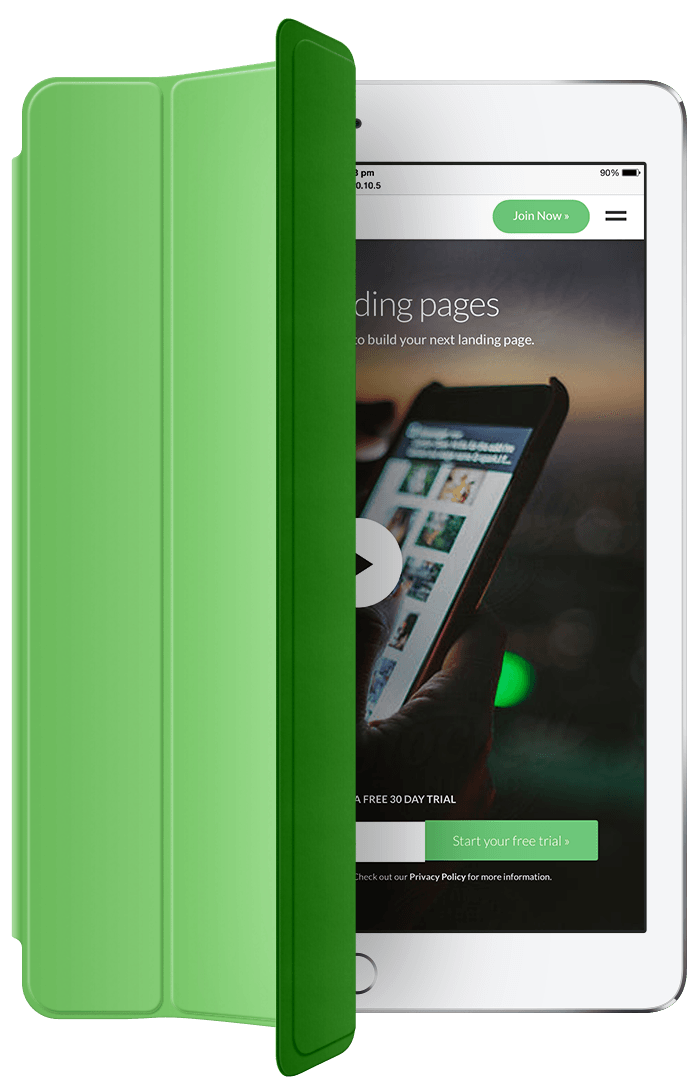 pm
90%
0.10.5
Join Now »
ding pages
to build your next landing page.
A FREE 30 DAY TRIAL
Start your free trial »
Check out our Privacy Policy for more information.